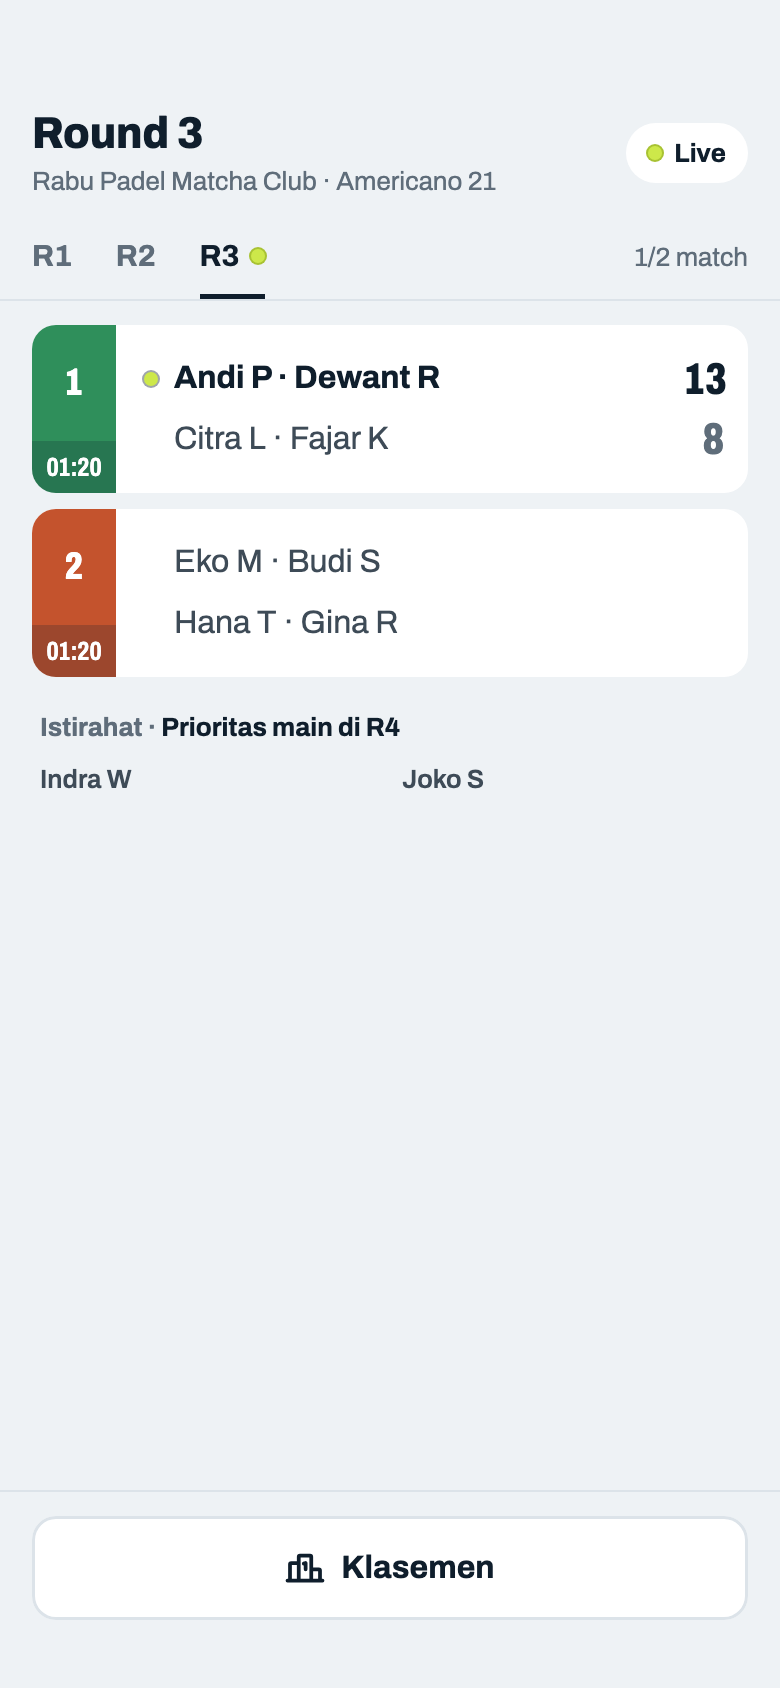 Round 3
Rabu Padel Matcha Club · Americano 21
Live
R1 R2 R3
1/2 match
1
01:20
Andi P · Dewant R 13
Citra L · Fajar K 8
2
01:20
Eko M · Budi S
Hana T · Gina R
Istirahat · Prioritas main di R4
Indra W Joko S
Klasemen